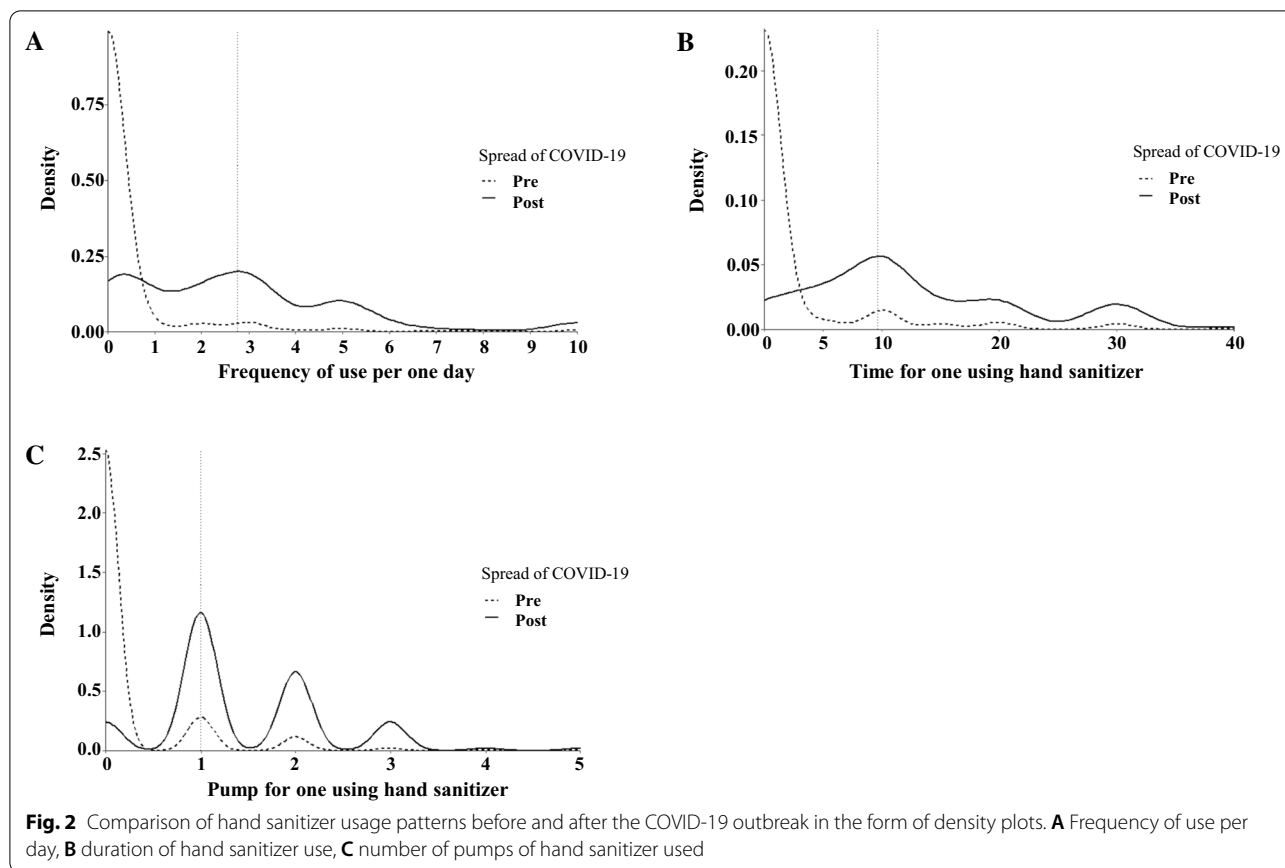 A
0.75
0.50
0.25
0.00
Density
0 1 2 3 4 5 6 7 8 9 10
Frequency of use per one day
Spread of COVID-19
Pre
Post
B
0.20
0.15
0.10
0.05
0.00
Density
0 5 10 20 30 40
Time for one using hand sanitizer
Spread of COVID-19
Pre
Post
C
2.5
2.0
1.5
1.0
0.5
0.0
Density
0 1 2 3 4 5
Pump for one using hand sanitizer
Spread of COVID-19
Pre
Post
Fig. 2 Comparison of hand sanitizer usage patterns before and after the COVID-19 outbreak in the form of density plots. A Frequency of use per
day, B duration of hand sanitizer use, C number of pumps of hand sanitizer used